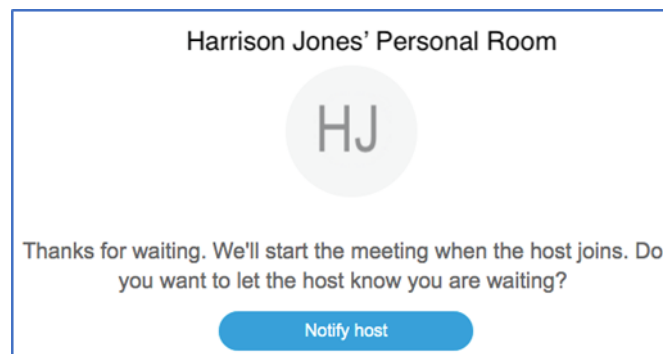 Harrison Jones’ Personal Room
HJ
Thanks for waiting. We'll start the meeting when the host joins. Do
you want to let the host know you are waiting?
Notify host